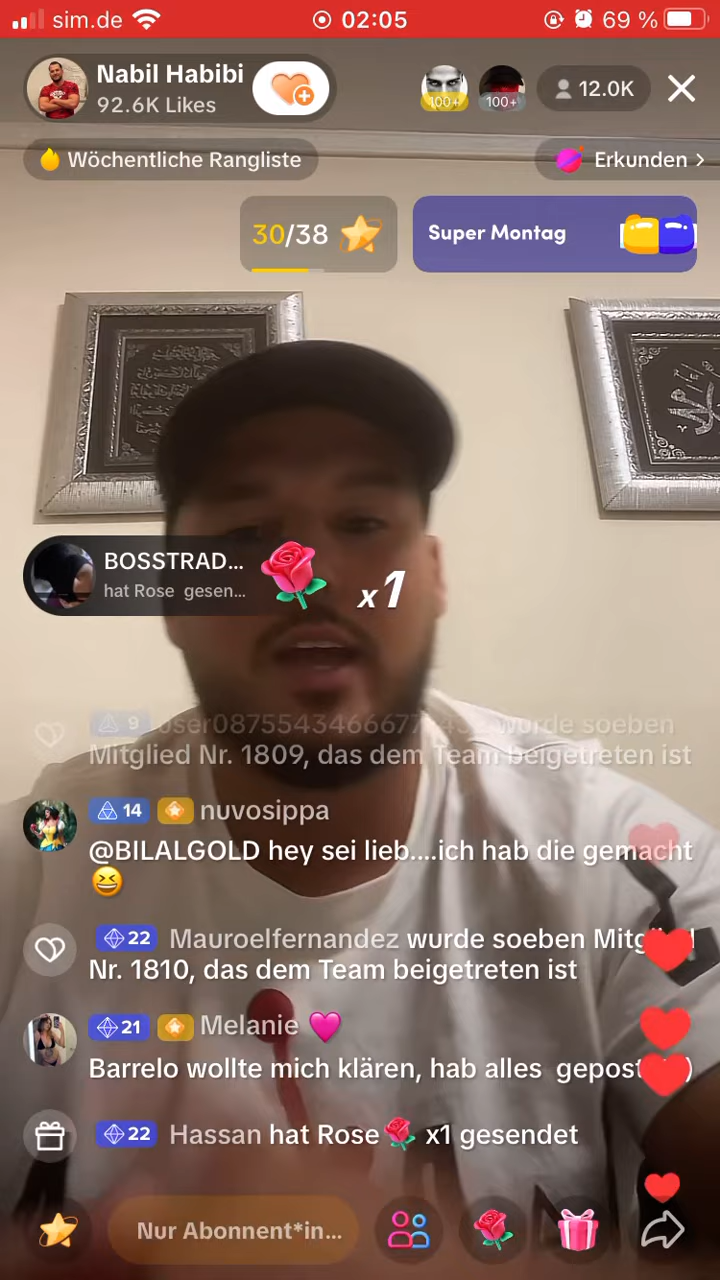 sim.de 02:05 69 %
Nabil Habibi
92.6K Likes
100+ 100+
12.0K
Wöchentliche Rangliste
Erkunden >
30/38
Super Montag
BOSSTRAD...
hat Rose gesen...
x1
9 wurde soeben
Mitglied Nr. 1809, das dem Team beigetreten ist
14 nuvosippa
@BILALGOLD hey sei lieb....ich hab die gemacht
😆
22 Mauroelfernandez wurde soeben
Nr. 1810, das dem Team beigetreten ist
21 Melanie 💗
Barrelo wollte mich klären, hab alles
22 Hassan hat Rose🌹 x1 gesendet
Nur Abonnent*in...